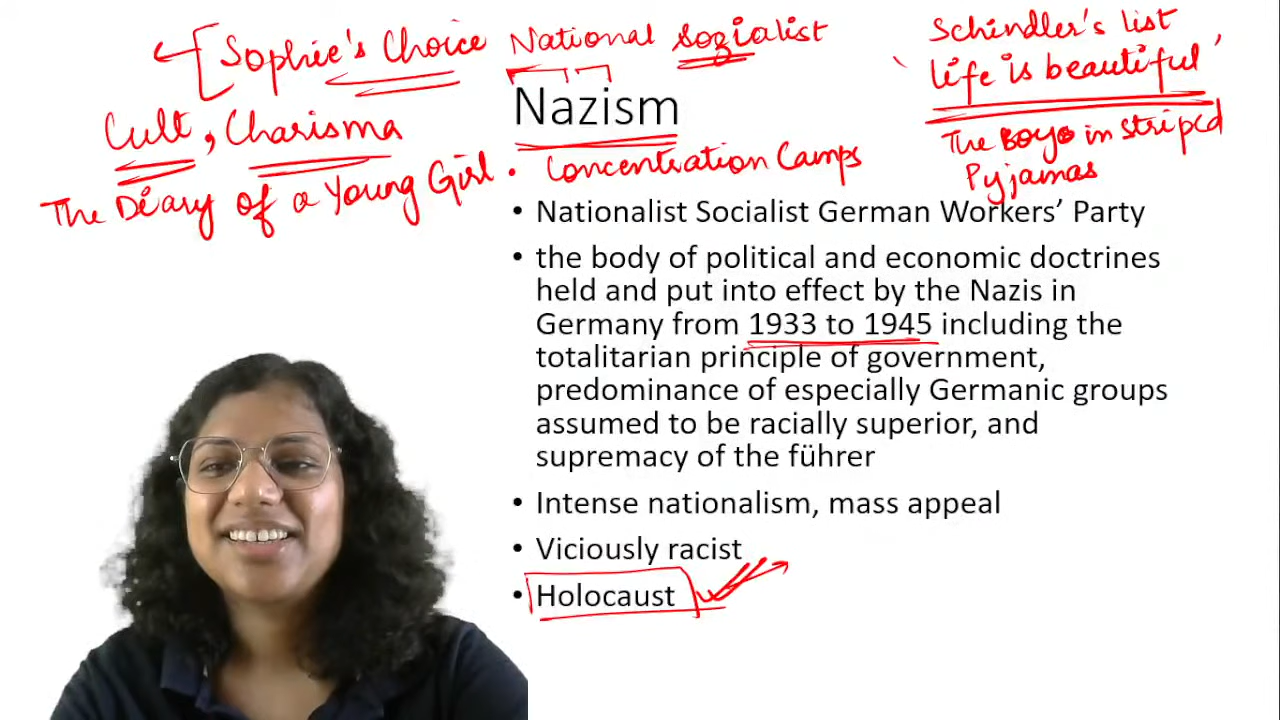 Sophie's Choice
National sozialist
Schindler's list
life is beautiful
The boys in striped
Pyjamas
Cult, Charisma
The Diary of a Young Girl
Nazism
• Concentration Camps
• Nationalist Socialist German Workers' Party
• the body of political and economic doctrines
held and put into effect by the Nazis in
Germany from 1933 to 1945 including the
totalitarian principle of government,
predominance of especially Germanic groups
assumed to be racially superior, and
supremacy of the führer
• Intense nationalism, mass appeal
• Viciously racist
• Holocaust